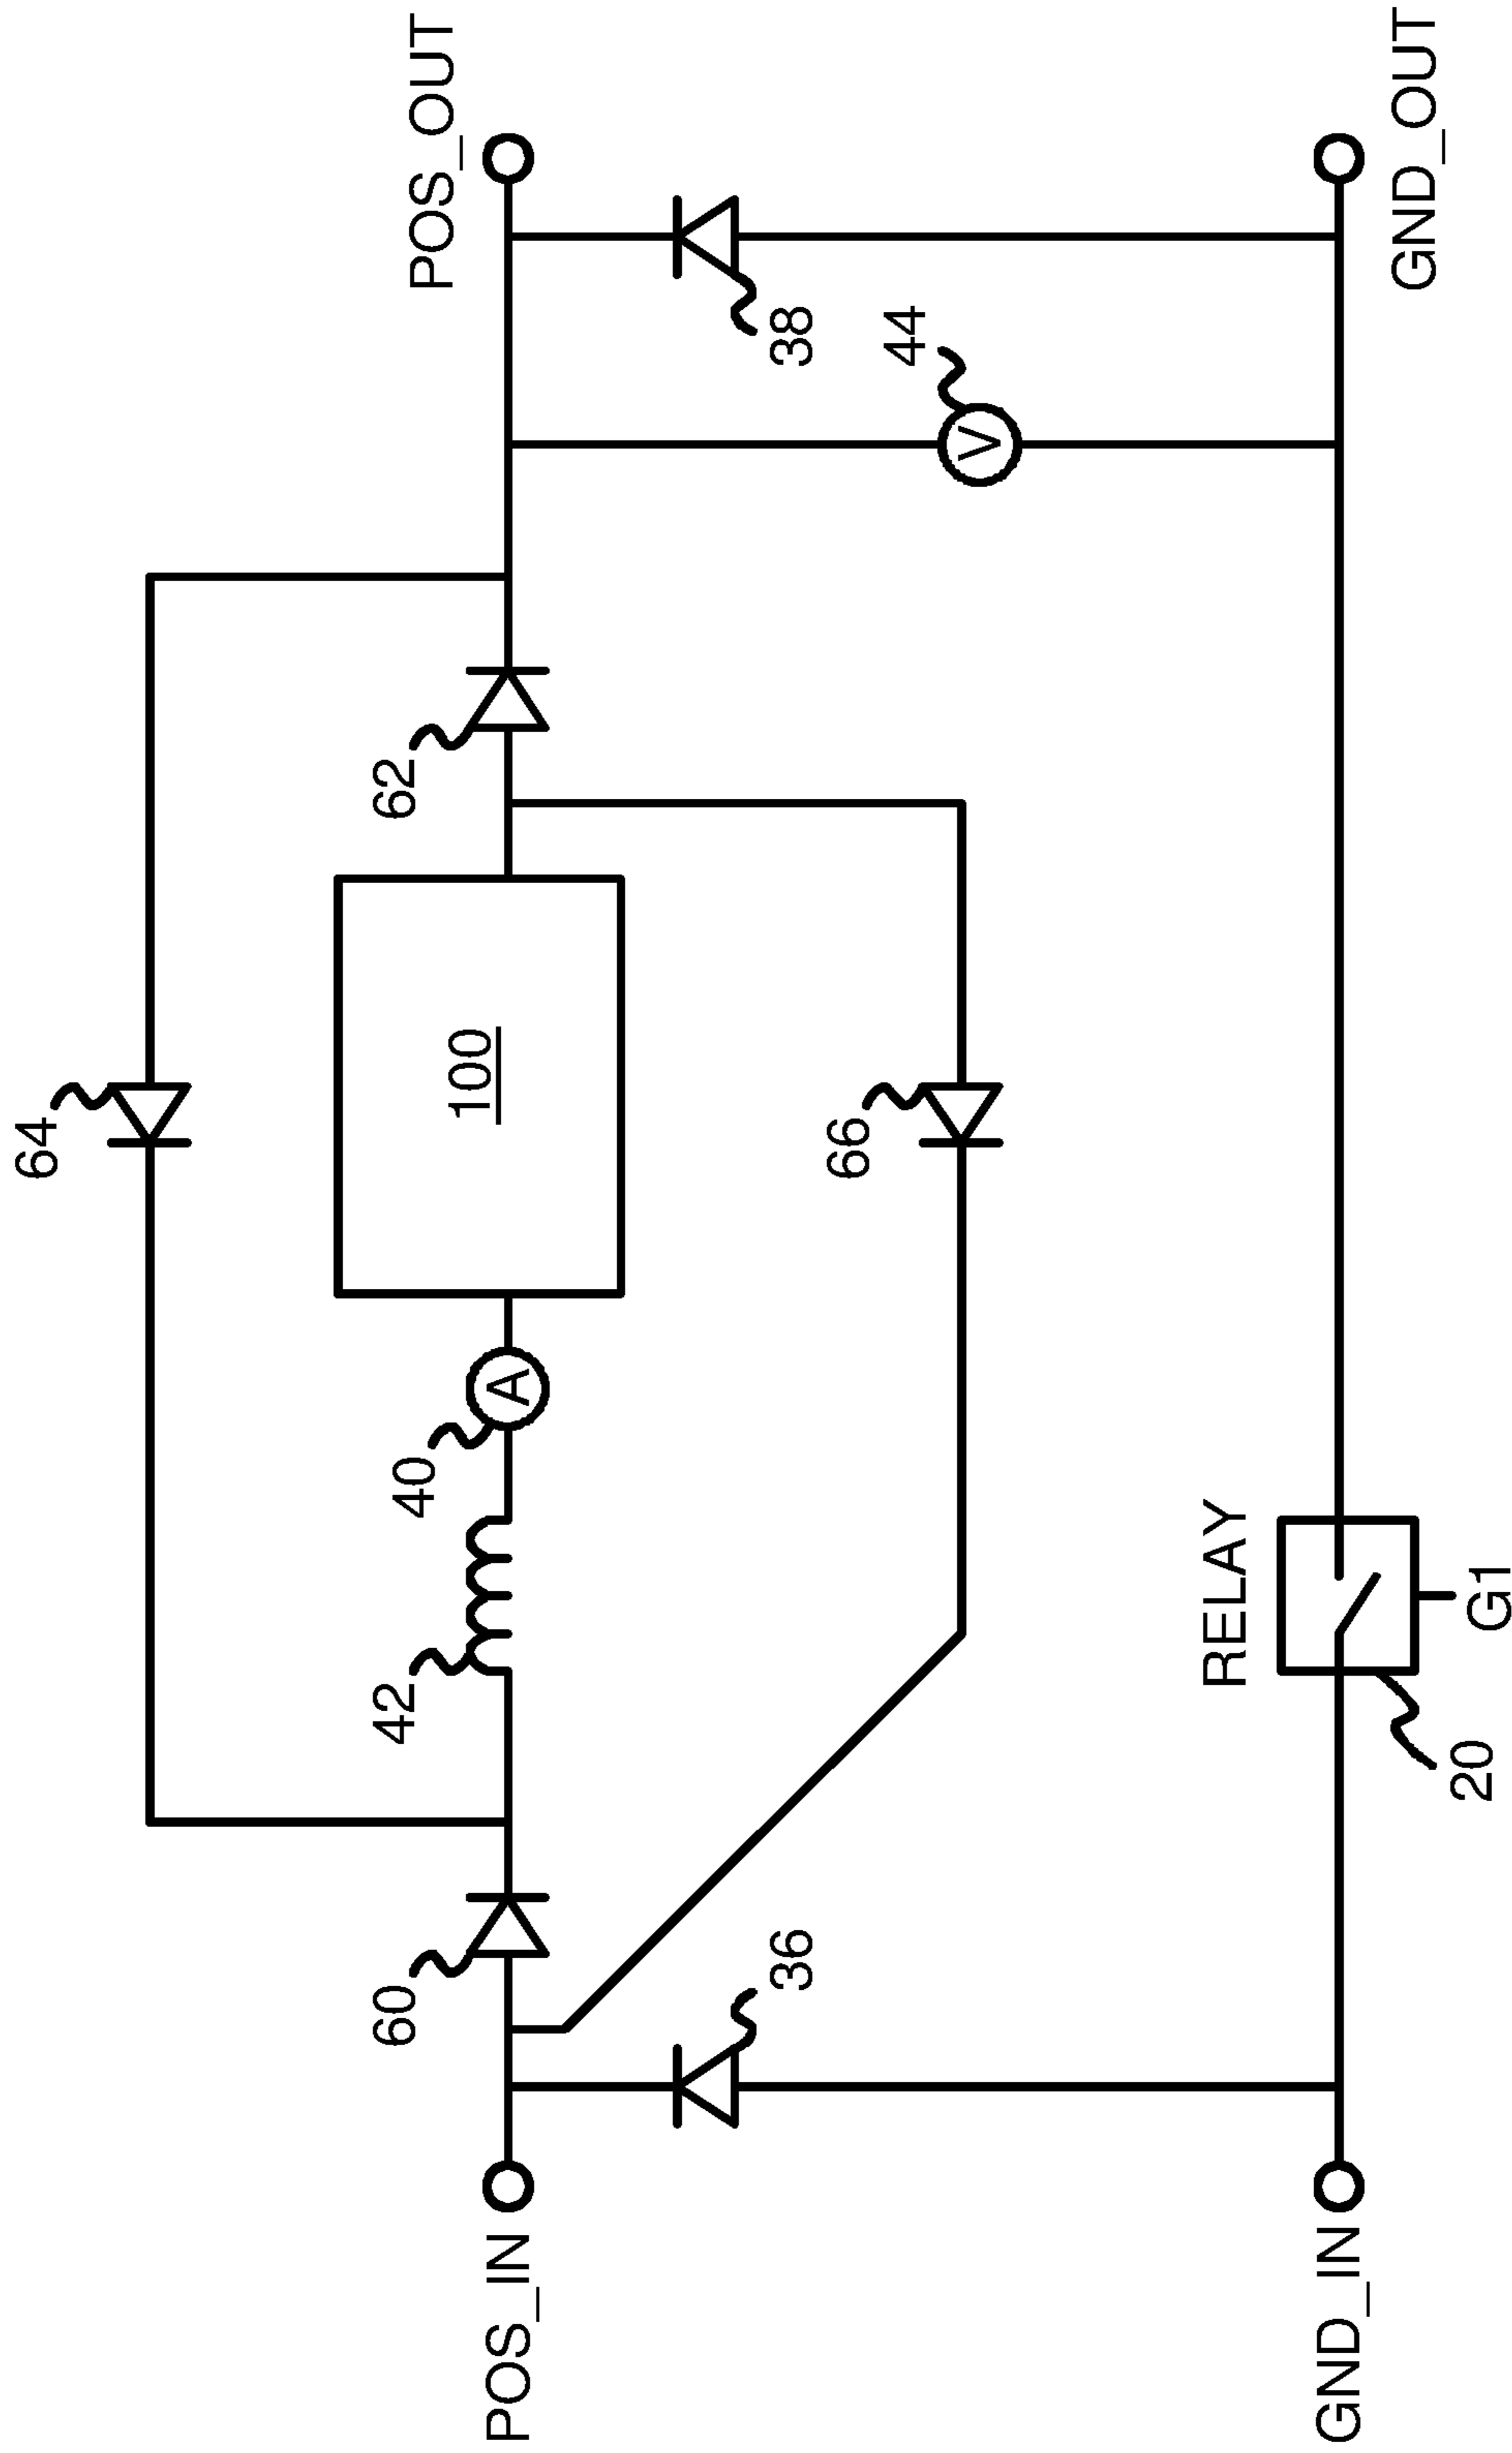 64
62
POS_OUT
60
42
40
100
38
POS_IN
A
66
44
36
V
RELAY
GND_IN
20
G1
GND_OUT